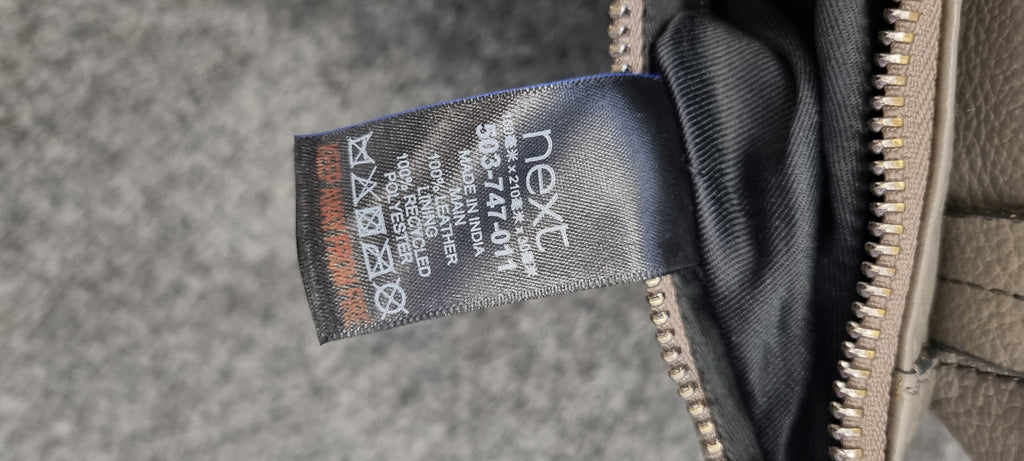 next
503-747-011
MADE IN INDIA
MAIN
100% LEATHER
LINING
100% RECYCLED
POLYESTER